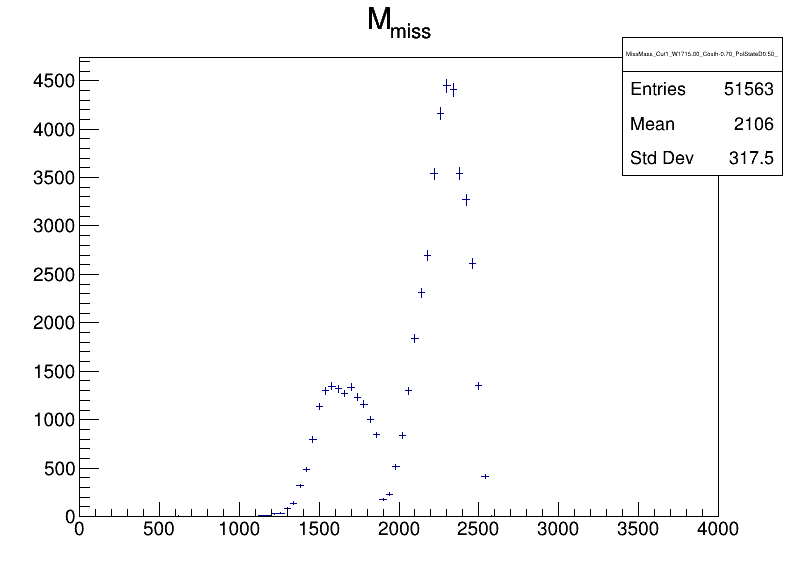 M_miss
MissMass_Cut1_W1715.00_Costh-0.70_PolStateD0.50_
Entries 51563
Mean 2106
Std Dev 317.5
4500
4000
3500
3000
2500
2000
1500
1000
500
0
0 500 1000 1500 2000 2500 3000 3500 4000